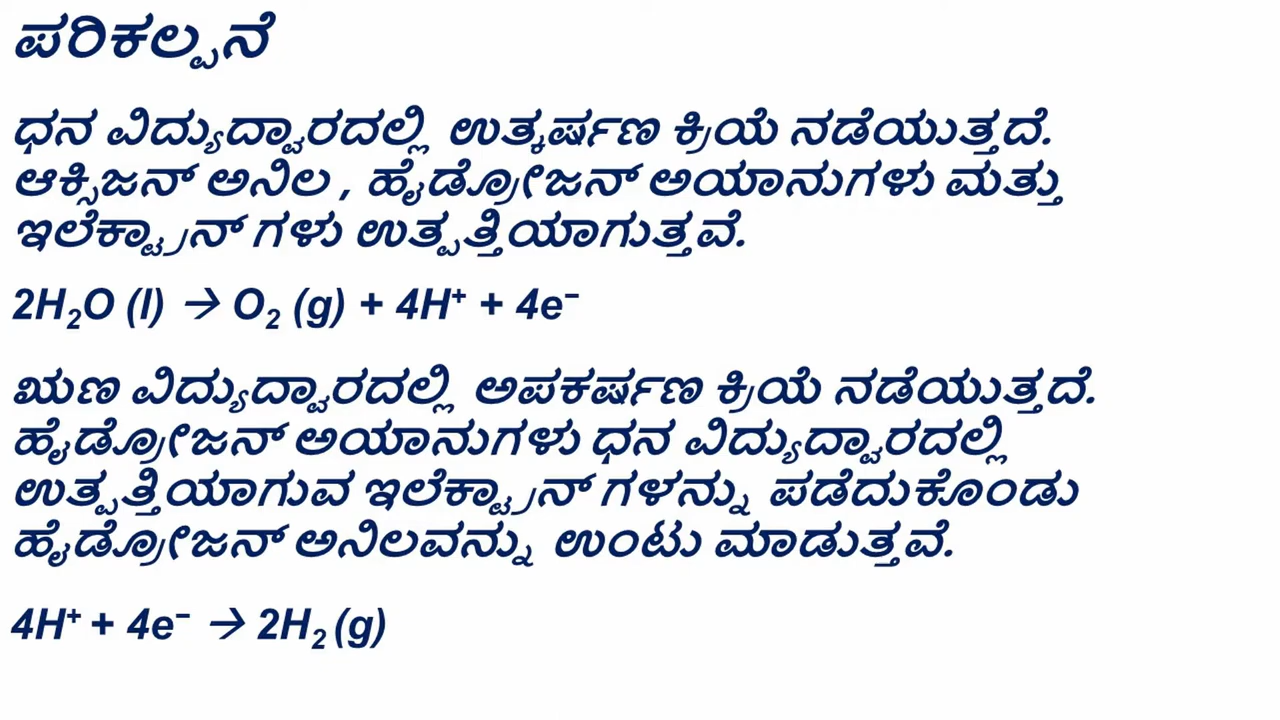 ಪರಿಕಲ್ಪನೆ
ಧನ ವಿದ್ಯುದ್ವಾರದಲ್ಲಿ ಉತ್ಕರ್ಷಣ ಕ್ರಿಯೆ ನಡೆಯುತ್ತದೆ.
ಆಕ್ಸಿಜನ್ ಅನಿಲ , ಹೈಡ್ರೋಜನ್ ಅಯಾನುಗಳು ಮತ್ತು
ಇಲೆಕ್ಟ್ರಾನ್ ಗಳು ಉತ್ಪತ್ತಿಯಾಗುತ್ತವೆ.
2H₂O (l) → O₂ (g) + 4H⁺ + 4e⁻
ಋಣ ವಿದ್ಯುದ್ವಾರದಲ್ಲಿ ಅಪಕರ್ಷಣ ಕ್ರಿಯೆ ನಡೆಯುತ್ತದೆ.
ಹೈಡ್ರೋಜನ್ ಅಯಾನುಗಳು ಧನ ವಿದ್ಯುದ್ವಾರದಲ್ಲಿ
ಉತ್ಪತ್ತಿಯಾಗುವ ಇಲೆಕ್ಟ್ರಾನ್ ಗಳನ್ನು ಪಡೆದುಕೊಂಡು
ಹೈಡ್ರೋಜನ್ ಅನಿಲವನ್ನು ಉಂಟು ಮಾಡುತ್ತವೆ.
4H⁺ + 4e⁻ → 2H₂ (g)